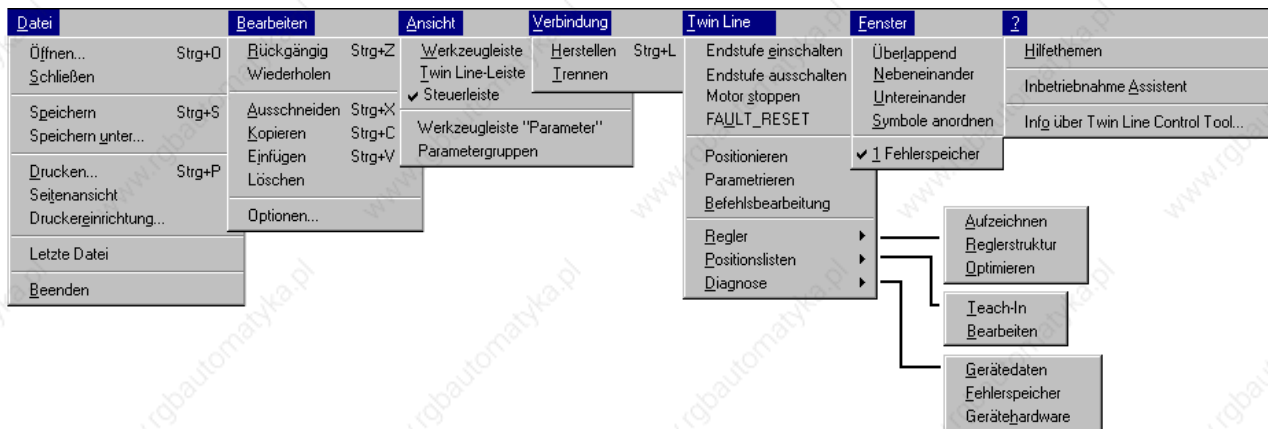 Datei
Öffnen... Strg+O
Schließen
Speichern Strg+S
Speichern unter...
Drucken... Strg+P
Seitenansicht
Druckereinrichtung...
Letzte Datei
Beenden
Bearbeiten
Rückgängig Strg+Z
Wiederholen
Ausschneiden Strg+X
Kopieren Strg+C
Einfügen Strg+V
Löschen
Optionen...
Ansicht
Werkzeugleiste
Twin Line-Leiste
Steuerleiste
Werkzeugleiste "Parameter"
Parametergruppen
Verbindung
Herstellen Strg+L
Trennen
Twin Line
Endstufe einschalten
Endstufe ausschalten
Motor stoppen
FAULT_RESET
Positionieren
Parametrieren
Befehlsbearbeitung
Regler
Positionslisten
Diagnose
Aufzeichnen
Reglerstruktur
Optimieren
Teach-In
Bearbeiten
Gerätedaten
Fehlerspeicher
Gerätehardware
Fenster
Überlappend
Nebeneinander
Untereinander
Symbole anordnen
1 Fehlerspeicher
?
Hilfethemen
Inbetriebnahme Assistent
Info über Twin Line Control Tool...
www.rgbautomatyka.pl